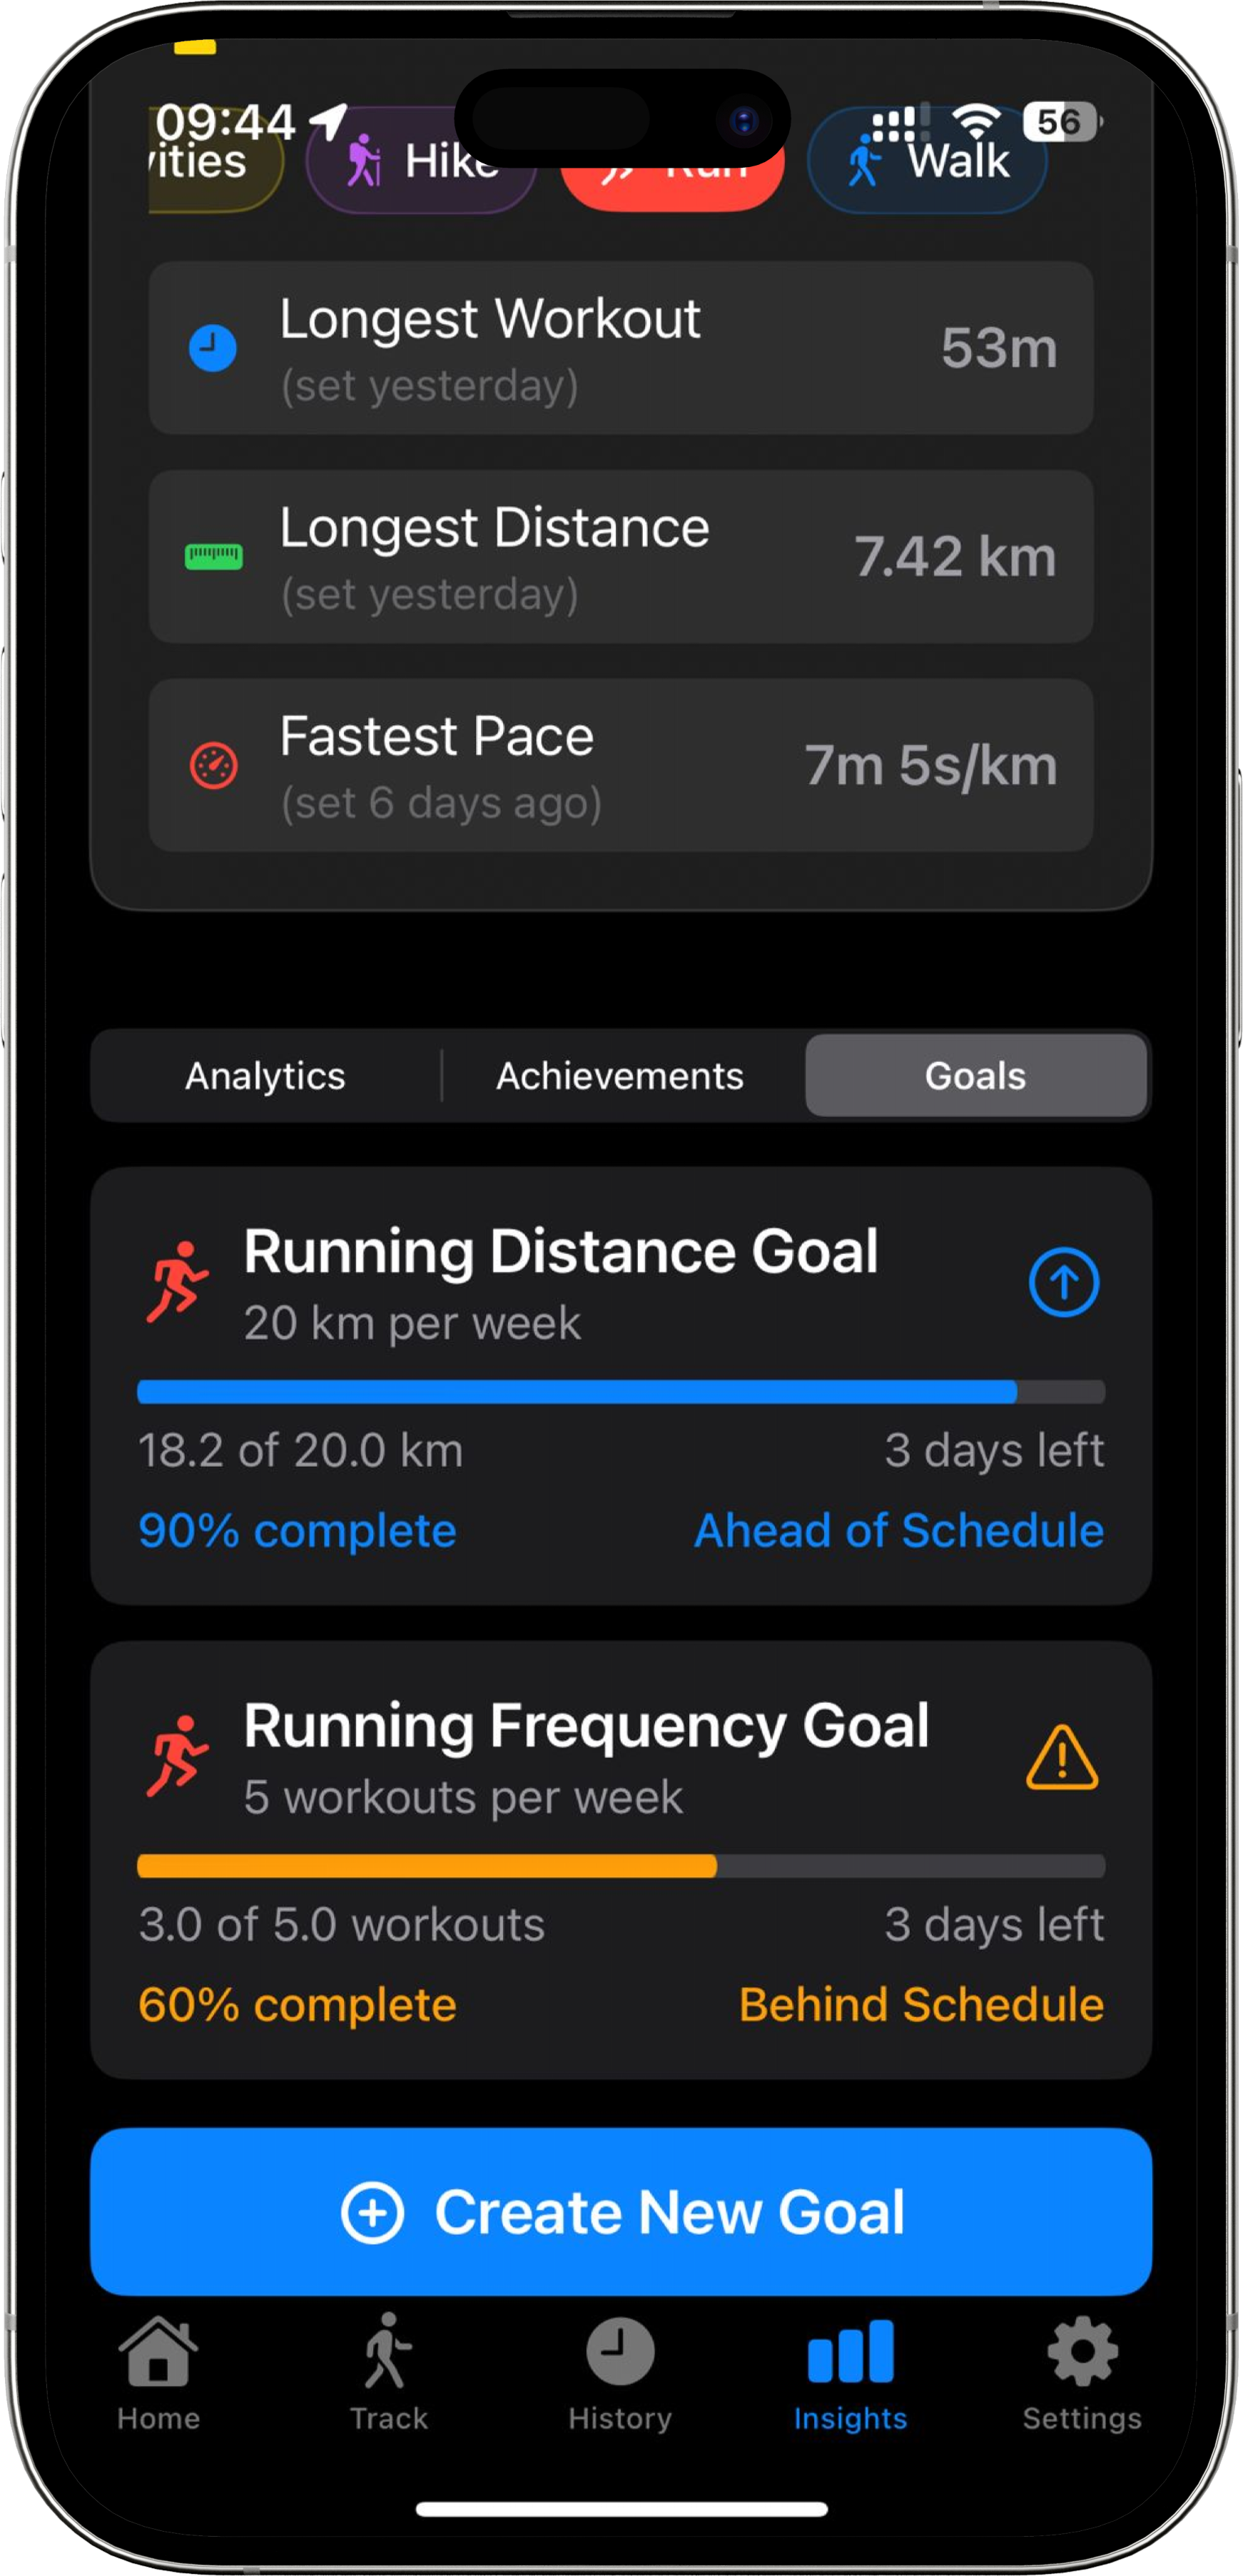 09:44
56
vities
Hike
Run
Walk
Longest Workout
(set yesterday)
53m
Longest Distance
(set yesterday)
7.42 km
Fastest Pace
(set 6 days ago)
7m 5s/km
Analytics
Achievements
Goals
Running Distance Goal
20 km per week
18.2 of 20.0 km
3 days left
90% complete
Ahead of Schedule
Running Frequency Goal
5 workouts per week
3.0 of 5.0 workouts
3 days left
60% complete
Behind Schedule
Create New Goal
Home
Track
History
Insights
Settings